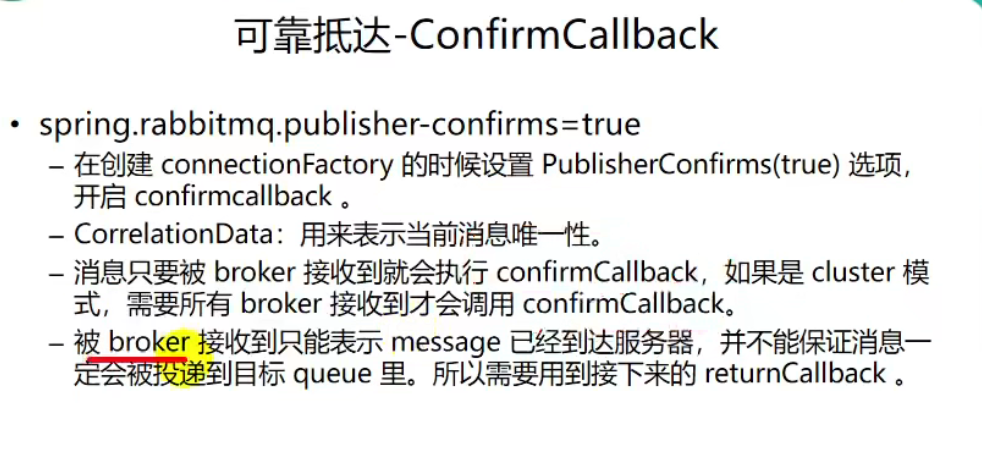 可靠抵达-ConfirmCallback
• spring.rabbitmq.publisher-confirms=true
– 在创建 connectionFactory 的时候设置 PublisherConfirms(true) 选项，
开启 confirmcallback 。
– CorrelationData：用来表示当前消息唯一性。
– 消息只要被 broker 接收到就会执行 confirmCallback，如果是 cluster 模
式，需要所有 broker 接收到才会调用 confirmCallback。
– 被 broker 接收到只能表示 message 已经到达服务器，并不能保证消息一
定会被投递到目标 queue 里。所以需要用到接下来的 returnCallback 。